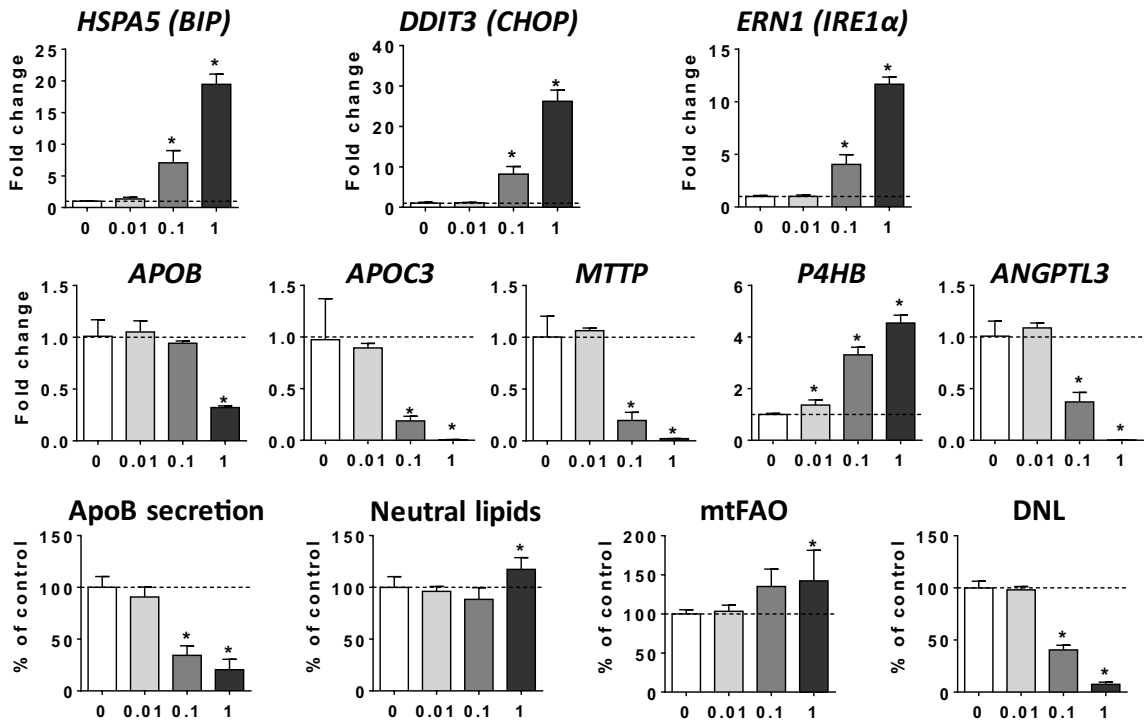 HSPA5 (BIP)
Fold change
25
20
15
10
5
0
*
*
0 0.01 0.1 1
DDIT3 (CHOP)
40
30
20
10
0
*
*
0 0.01 0.1 1
ERN1 (IRE1α)
Fold change
15
10
5
0
*
*
0 0.01 0.1 1
APOB
Fold change
1.5
1.0
0.5
0.0
*
0 0.01 0.1 1
APOC3
1.5
1.0
0.5
0.0
*
*
0 0.01 0.1 1
MTTP
1.5
1.0
0.5
0.0
*
*
0 0.01 0.1 1
P4HB
6
4
2
0
*
*
*
0 0.01 0.1 1
ANGPTL3
1.5
1.0
0.5
0.0
*
*
0 0.01 0.1 1
ApoB secretion
% of control
150
100
50
0
*
*
0 0.01 0.1 1
Neutral lipids
150
100
50
0
*
0 0.01 0.1 1
mtFAO
% of control
200
150
100
50
0
*
0 0.01 0.1 1
DNL
% of control
150
100
50
0
*
*
0 0.01 0.1 1